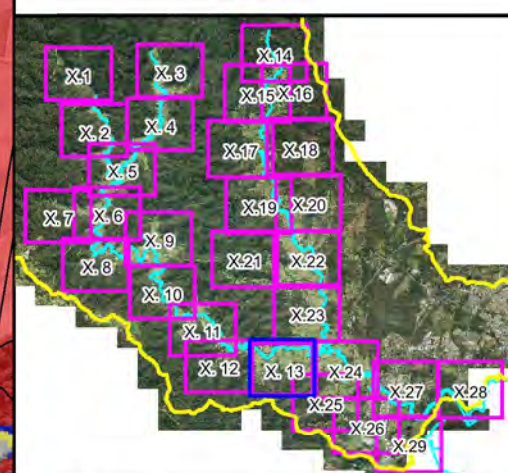 X.14
X.1
X. 3
X.15
X.16
X. 2
X. 4
X.17
X.18
X. 5
X. 7
X. 6
X.19
X.20
X. 9
X. 8
X.21
X.22
X. 10
X. 11
X.23
X. 12
X. 13
X.24
X.27
X.28
X.25
X.26
X.29